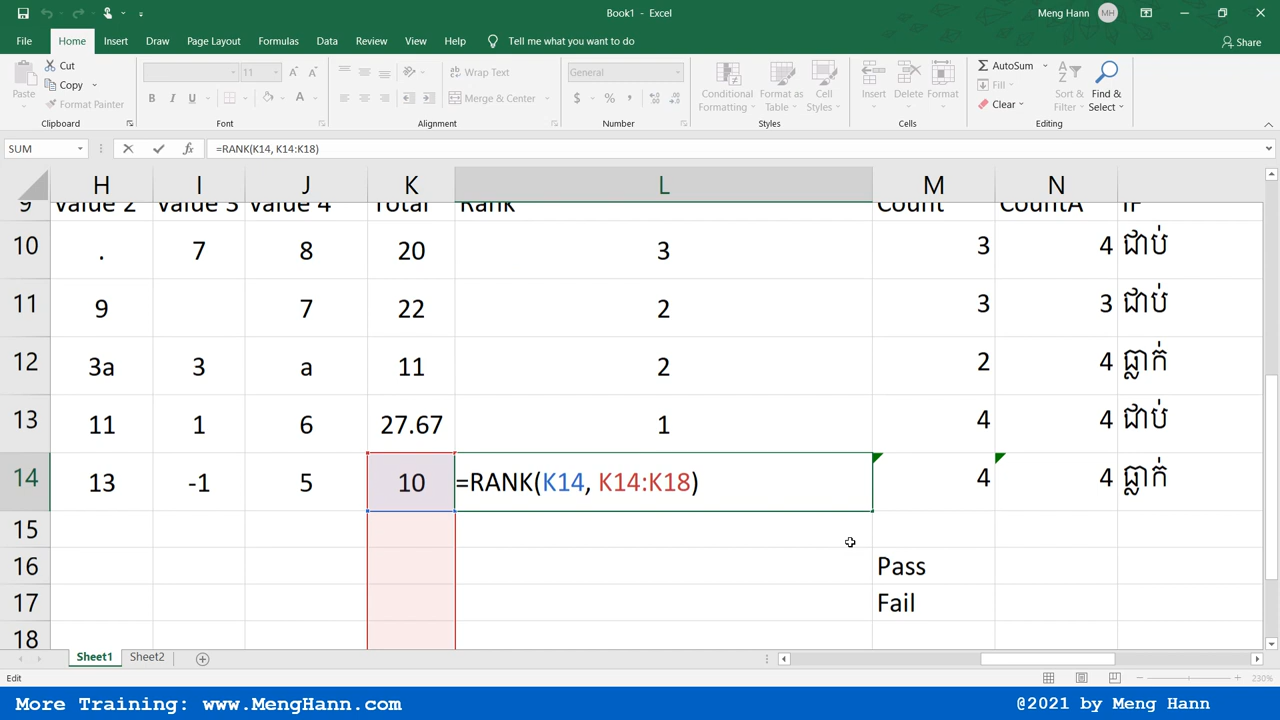 Book1 - Excel
Meng Hann MH
File Home Insert Draw Page Layout Formulas Data Review View Help Tell me what you want to do Share
Paste Cut Copy Format Painter
11 Wrap Text Merge & Center General
Conditional Formatting Format as Table Cell Styles Insert Delete Format
AutoSum Fill Clear Sort & Filter Find & Select
Clipboard Font Alignment Number Styles Cells Editing
SUM =RANK(K14, K14:K18)
H I J K L M N
9 Value 2 Value 3 Value 4 Total Rank Count CountA IF
10 . 7 8 20 3 3 4 ជាប់
11 9 7 22 2 3 3 ជាប់
12 3a 3 a 11 2 2 4 ធ្លាក់
13 11 1 6 27.67 1 4 4 ជាប់
14 13 -1 5 10 =RANK(K14, K14:K18) 4 4 ធ្លាក់
15
16 Pass
17 Fail
18
Sheet1 Sheet2
Edit 230%
More Training: www.MengHann.com @2021 by Meng Hann